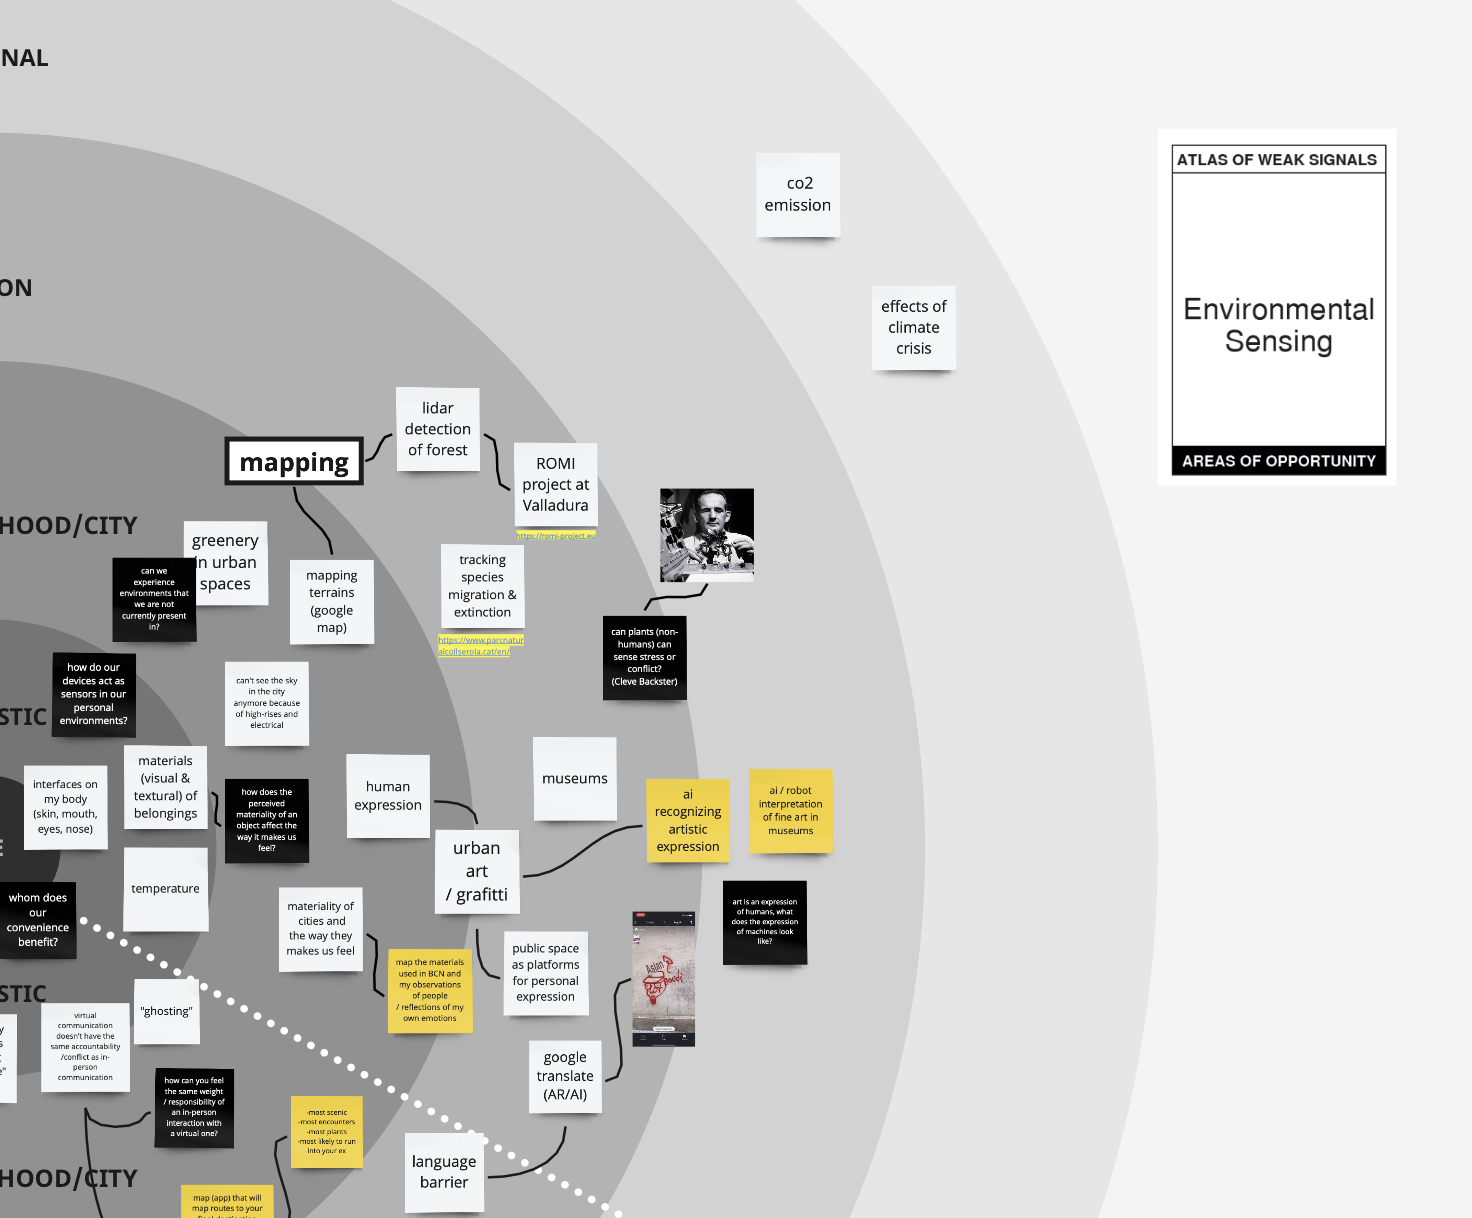 NAL
ATLAS OF WEAK SIGNALS
Environmental
Sensing
AREAS OF OPPORTUNITY
co2
emission
ON
effects of
climate
crisis
lidar
detection
of forest
mapping
ROMI
project at
Valladura
https://romi-project.eu
HOOD/CITY
greenery
in urban
spaces
can we
experience
environments that
we are not
currently present
in?
mapping
terrains
(google
map)
tracking
species
migration &
extinction
https://www.parcnatur
alcollserola.cat/en/
can plants (non-
humans) can
sense stress or
conflict?
(Cleve Backster)
how do our
devices act as
sensors in our
personal
environments?
STIC
can't see the sky
in the city
anymore because
of high-rises and
electrical
interfaces on
my body
(skin, mouth,
eyes, nose)
materials
(visual &
textural) of
belongings
how does the
perceived
materiality of an
object affect the
way it makes us
feel?
human
expression
museums
ai
recognizing
artistic
expression
ai / robot
interpretation
of fine art in
museums
E
temperature
urban
art
/ grafitti
whom does
our
convenience
benefit?
materiality of
cities and
the way they
makes us feel
map the materials
used in BCN and
my observations
of people
/ reflections of my
own emotions
public space
as platforms
for personal
expression
art is an expression
of humans, what
does the expression
of machines look
like?
Asian
STIC
"ghosting"
virtual
communication
doesn't have the
same accountability
/conflict as in-
person
communication
y
s
e"
how can you feel
the same weight
/ responsibility of
an in-person
interaction with
a virtual one?
google
translate
(AR/AI)
-most scenic
-most encounters
-most plants
-most likely to run
into your ex
language
barrier
HOOD/CITY
map (app) that will
map routes to your